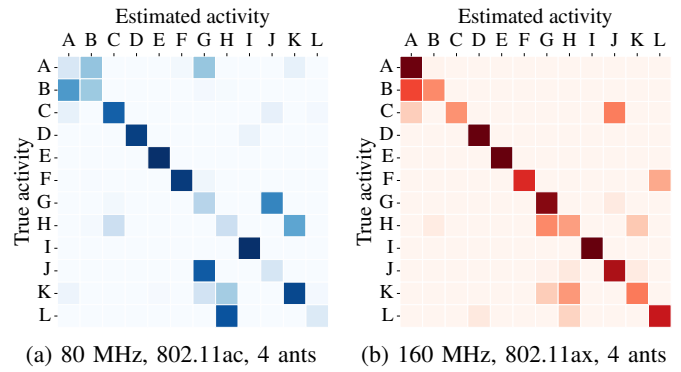 Estimated activity
A B C D E F G H I J K L
True activity
A
B
C
D
E
F
G
H
I
J
K
L
(a) 80 MHz, 802.11ac, 4 ants
Estimated activity
A B C D E F G H I J K L
True activity
A
B
C
D
E
F
G
H
I
J
K
L
(b) 160 MHz, 802.11ax, 4 ants